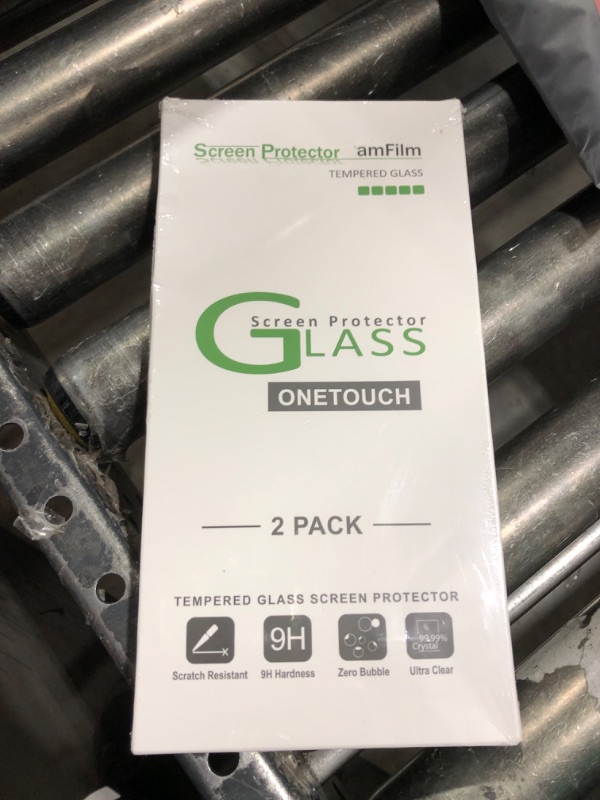 Screen Protector amFilm
TEMPERED GLASS
Screen Protector
GLASS
ONETOUCH
2 PACK
TEMPERED GLASS SCREEN PROTECTOR
9H
99.99%
Crystal
Scratch Resistant 9H Hardness Zero Bubble Ultra Clear